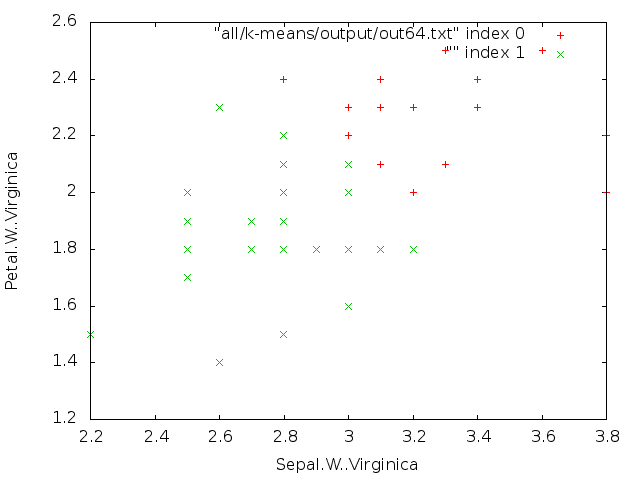 2.6
"all/k-means/output/out64.txt" index 0
"" index 1
2.4
2.2
2
1.8
1.6
1.4
1.2
Petal.W..Virginica
2.2 2.4 2.6 2.8 3 3.2 3.4 3.6 3.8
Sepal.W..Virginica